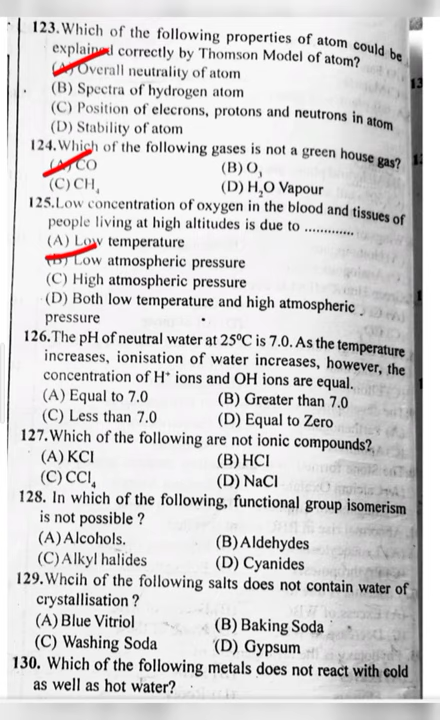 123.Which of the following properties of atom could be
explained correctly by Thomson Model of atom?
(A) Overall neutrality of atom
(B) Spectra of hydrogen atom
(C) Position of elecrons, protons and neutrons in atom
(D) Stability of atom
124.Which of the following gases is not a green house gas?
(A) CO (B) O₃
(C) CH₄ (D) H₂O Vapour
125.Low concentration of oxygen in the blood and tissues of
people living at high altitudes is due to .............
(A) Low temperature
(B) Low atmospheric pressure
(C) High atmospheric pressure
(D) Both low temperature and high atmospheric
pressure
126.The pH of neutral water at 25⁰C is 7.0. As the temperature
increases, ionisation of water increases, however, the
concentration of H⁺ ions and OH ions are equal.
(A) Equal to 7.0 (B) Greater than 7.0
(C) Less than 7.0 (D) Equal to Zero
127.Which of the following are not ionic compounds?
(A) KCI (B) HCI
(C) CCI₄ (D) NaCI
128. In which of the following, functional group isomerism
is not possible ?
(A) Alcohols. (B) Aldehydes
(C) Alkyl halides (D) Cyanides
129.Whcih of the following salts does not contain water of
crystallisation ?
(A) Blue Vitriol (B) Baking Soda
(C) Washing Soda (D) Gypsum
130. Which of the following metals does not react with cold
as well as hot water?
13